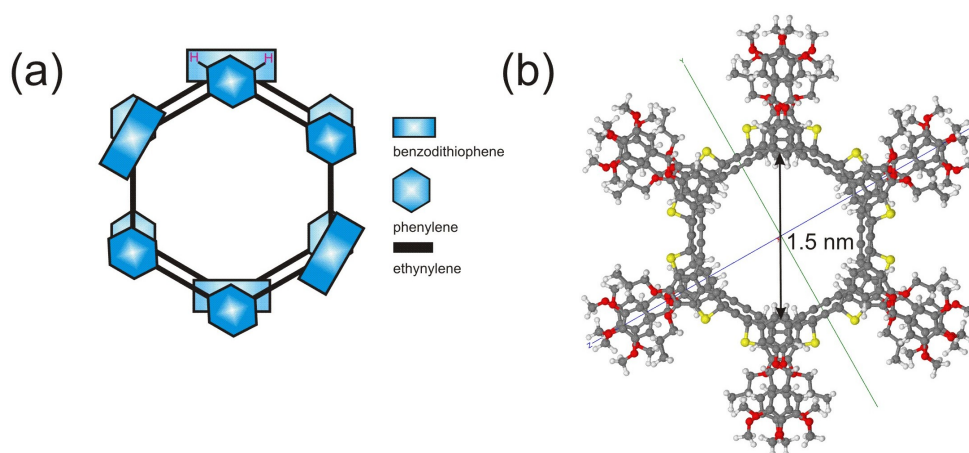 (a)
H H
benzodithiophene
phenylene
ethynylene
(b)
1.5 nm